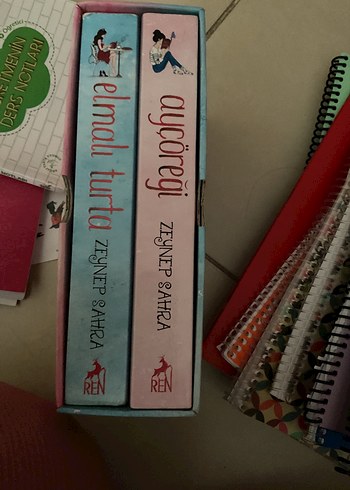 elmalı turta
ZEYNEP SAHRA
REN
ayçöreği
ZEYNEP SAHRA
REN
DERS NOTLARI